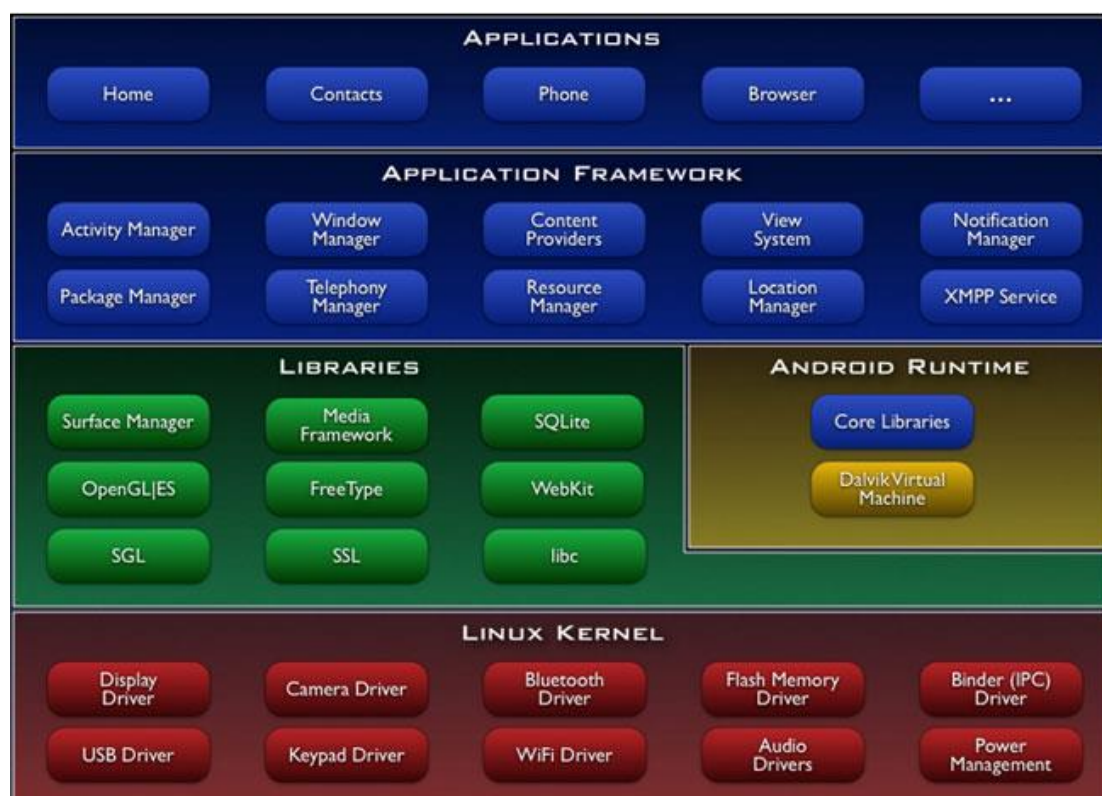 APPLICATIONS
Home
Contacts
Phone
Browser
...
APPLICATION FRAMEWORK
Activity Manager
Window
Manager
Content
Providers
View
System
Notification
Manager
Package Manager
Telephony
Manager
Resource
Manager
Location
Manager
XMPP Service
LIBRARIES
Surface Manager
Media
Framework
SQLite
OpenGL|ES
FreeType
WebKit
SGL
SSL
libc
ANDROID RUNTIME
Core Libraries
Dalvik Virtual
Machine
LINUX KERNEL
Display
Driver
Camera Driver
Bluetooth
Driver
Flash Memory
Driver
Binder (IPC)
Driver
USB Driver
Keypad Driver
WiFi Driver
Audio
Drivers
Power
Management